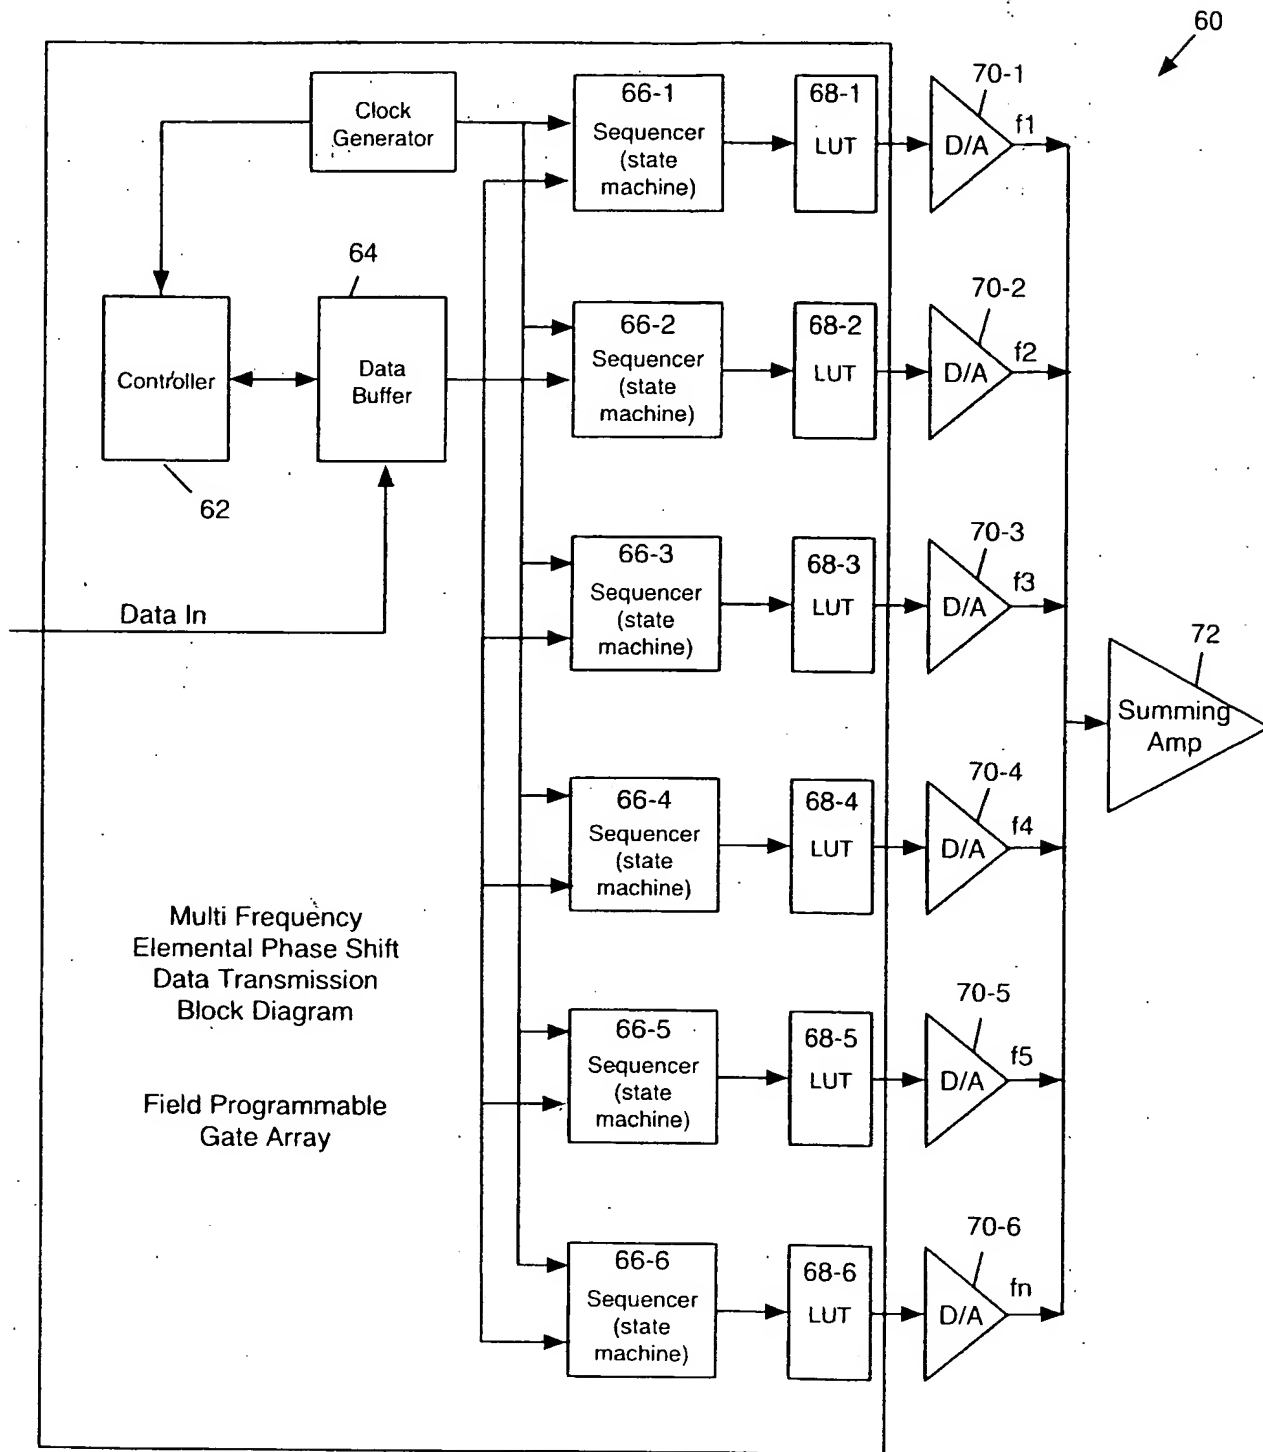 60
Clock
Generator
66-1
Sequencer
(state
machine)
68-1
LUT
70-1
D/A
f1
64
Controller
62
Data
Buffer
66-2
Sequencer
(state
machine)
68-2
LUT
70-2
D/A
f2
Data In
66-3
Sequencer
(state
machine)
68-3
LUT
70-3
D/A
f3
72
Summing
Amp
66-4
Sequencer
(state
machine)
68-4
LUT
70-4
D/A
f4
Multi Frequency
Elemental Phase Shift
Data Transmission
Block Diagram
Field Programmable
Gate Array
66-5
Sequencer
(state
machine)
68-5
LUT
70-5
D/A
f5
66-6
Sequencer
(state
machine)
68-6
LUT
70-6
D/A
fn